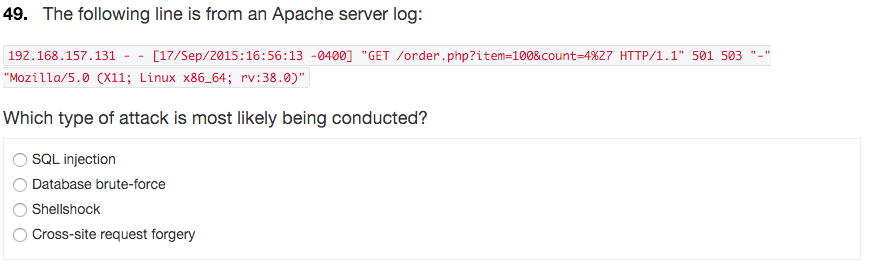 49. The following line is from an Apache server log:
192.168.157.131 - - [17/Sep/2015:16:56:13 -0400] "GET /order.php?item=100&count=4%27 HTTP/1.1" 501 503 "-"
"Mozilla/5.0 (X11; Linux x86_64; rv:38.0)"
Which type of attack is most likely being conducted?
SQL injection
Database brute-force
Shellshock
Cross-site request forgery